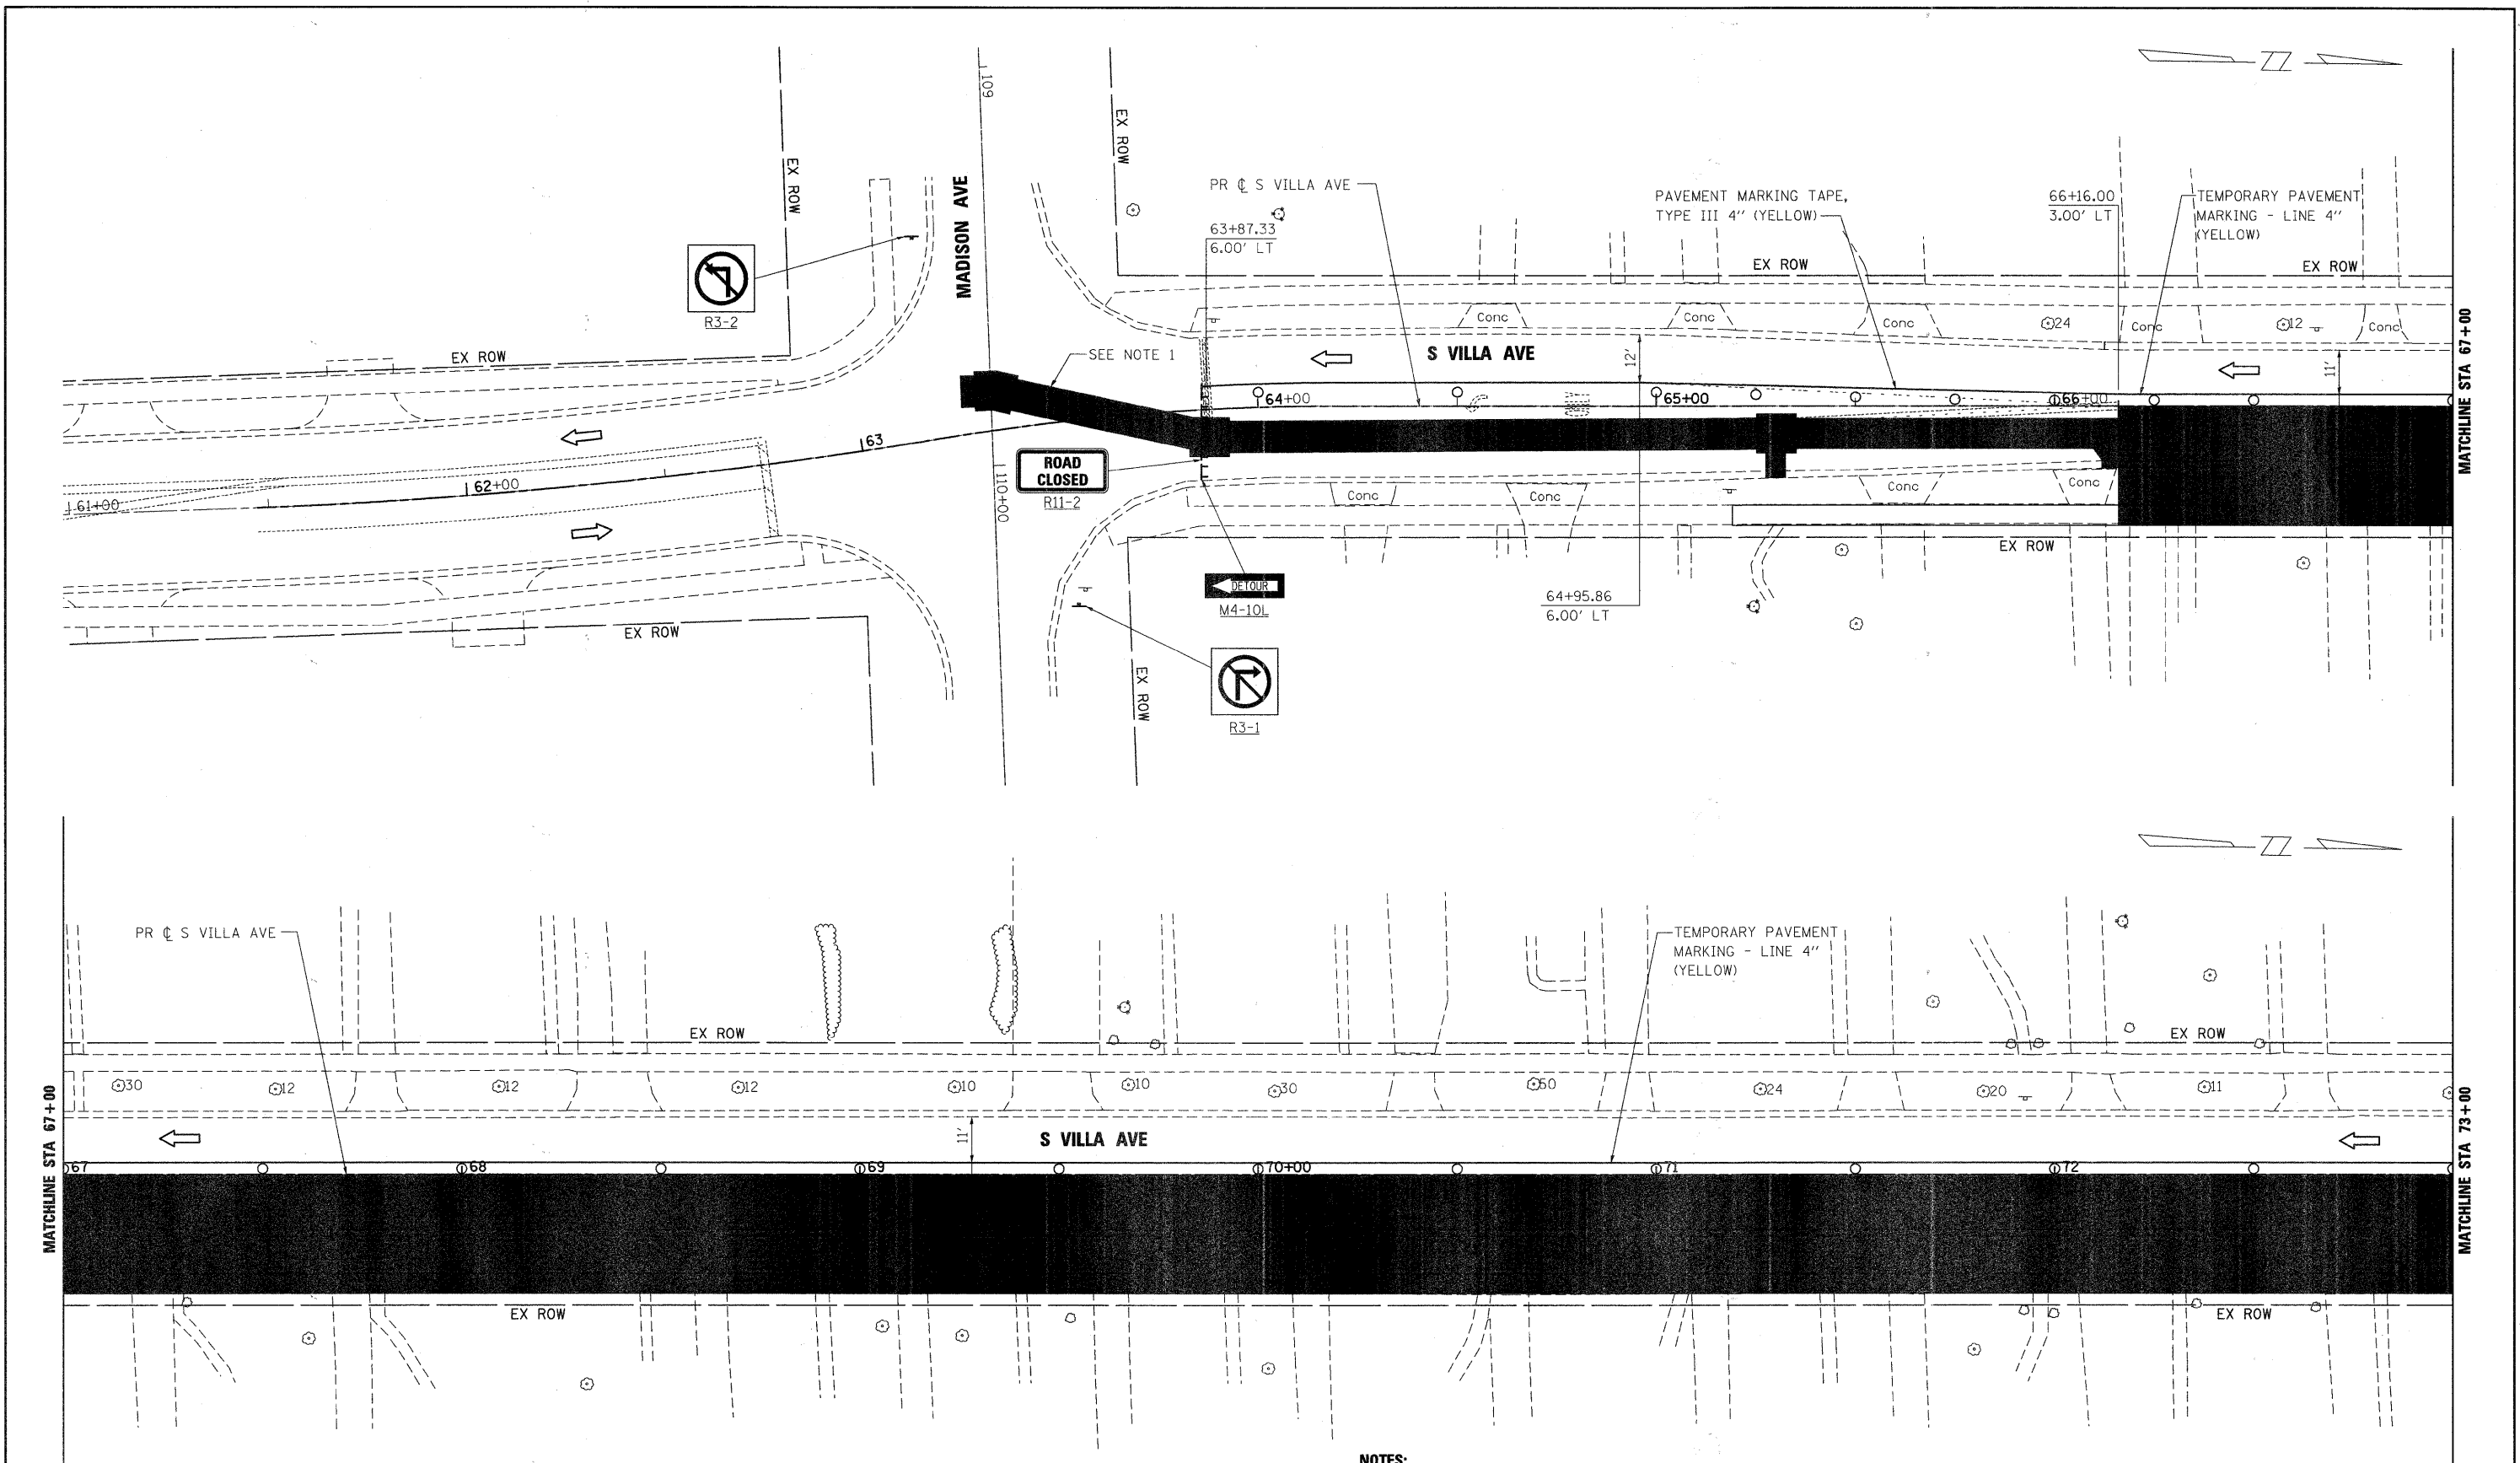 109
EX ROW
EX ROW
MADISON AVE
R3-2
PR ℄ S VILLA AVE
63+87.33
6.00' LT
PAVEMENT MARKING TAPE,
TYPE III 4" (YELLOW)
66+16.00
3.00' LT
TEMPORARY PAVEMENT
MARKING - LINE 4"
(YELLOW)
EX ROW
EX ROW
Conc
Conc
Conc
24
Conc
12
Conc
EX ROW
SEE NOTE 1
S VILLA AVE
12'
11'
MATCHLINE STA 67+00
64+00
65+00
66+00
63
62+00
61+00
ROAD
CLOSED
R11-2
110+00
Conc
Conc
Conc
Conc
EX ROW
DETOUR
M4-10L
64+95.86
6.00' LT
EX ROW
EX ROW
R3-1
PR ℄ S VILLA AVE
TEMPORARY PAVEMENT
MARKING - LINE 4"
(YELLOW)
EX ROW
EX ROW
30
12
12
12
10
10
30
50
24
20
11
MATCHLINE STA 67+00
11'
S VILLA AVE
MATCHLINE STA 73+00
67
68
69
70+00
71
72
EX ROW
EX ROW
NOTES: